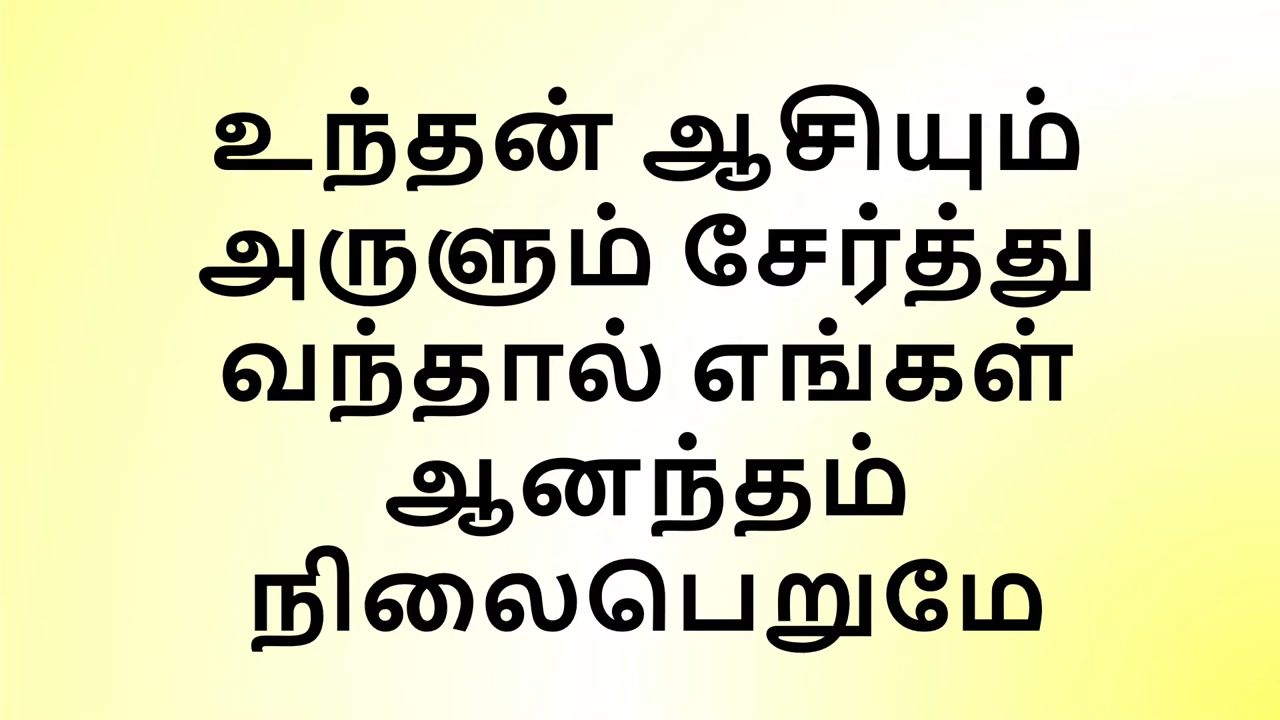 உந்தன் ஆசியும்
அருளும் சேர்த்து
வந்தால் எங்கள்
ஆனந்தம்
நிலைபெறுமே